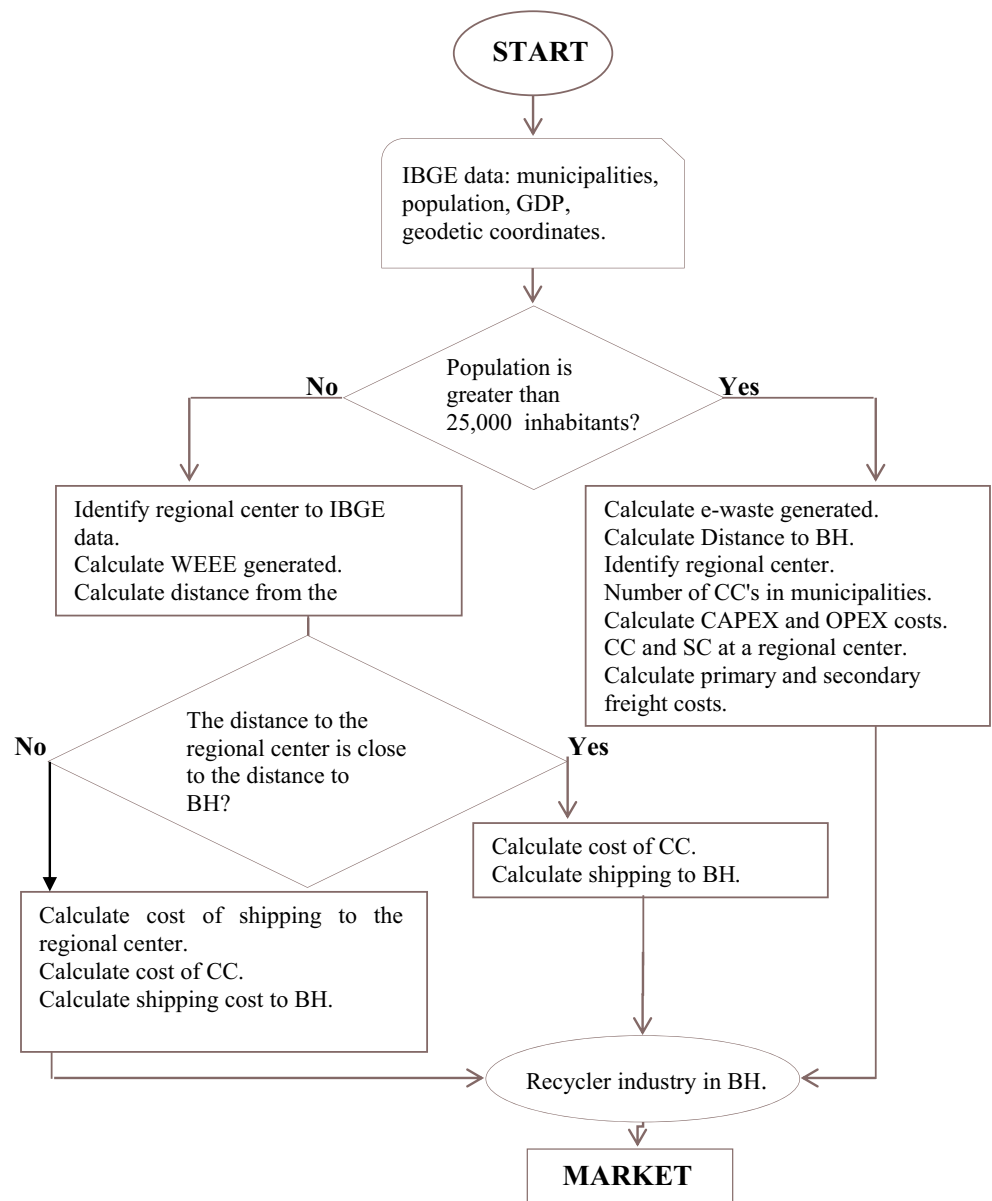 START
IBGE data: municipalities,
population, GDP,
geodetic coordinates.
Population is
greater than
25,000 inhabitants?
No
Yes
Identify regional center to IBGE
data.
Calculate WEEE generated.
Calculate distance from the
Calculate e-waste generated.
Calculate Distance to BH.
Identify regional center.
Number of CC's in municipalities.
Calculate CAPEX and OPEX costs.
CC and SC at a regional center.
Calculate primary and secondary
freight costs.
The distance to the
regional center is close
to the distance to
BH?
No
Yes
Calculate cost of CC.
Calculate shipping to BH.
Calculate cost of shipping to the
regional center.
Calculate cost of CC.
Calculate shipping cost to BH.
Recycler industry in BH.
MARKET